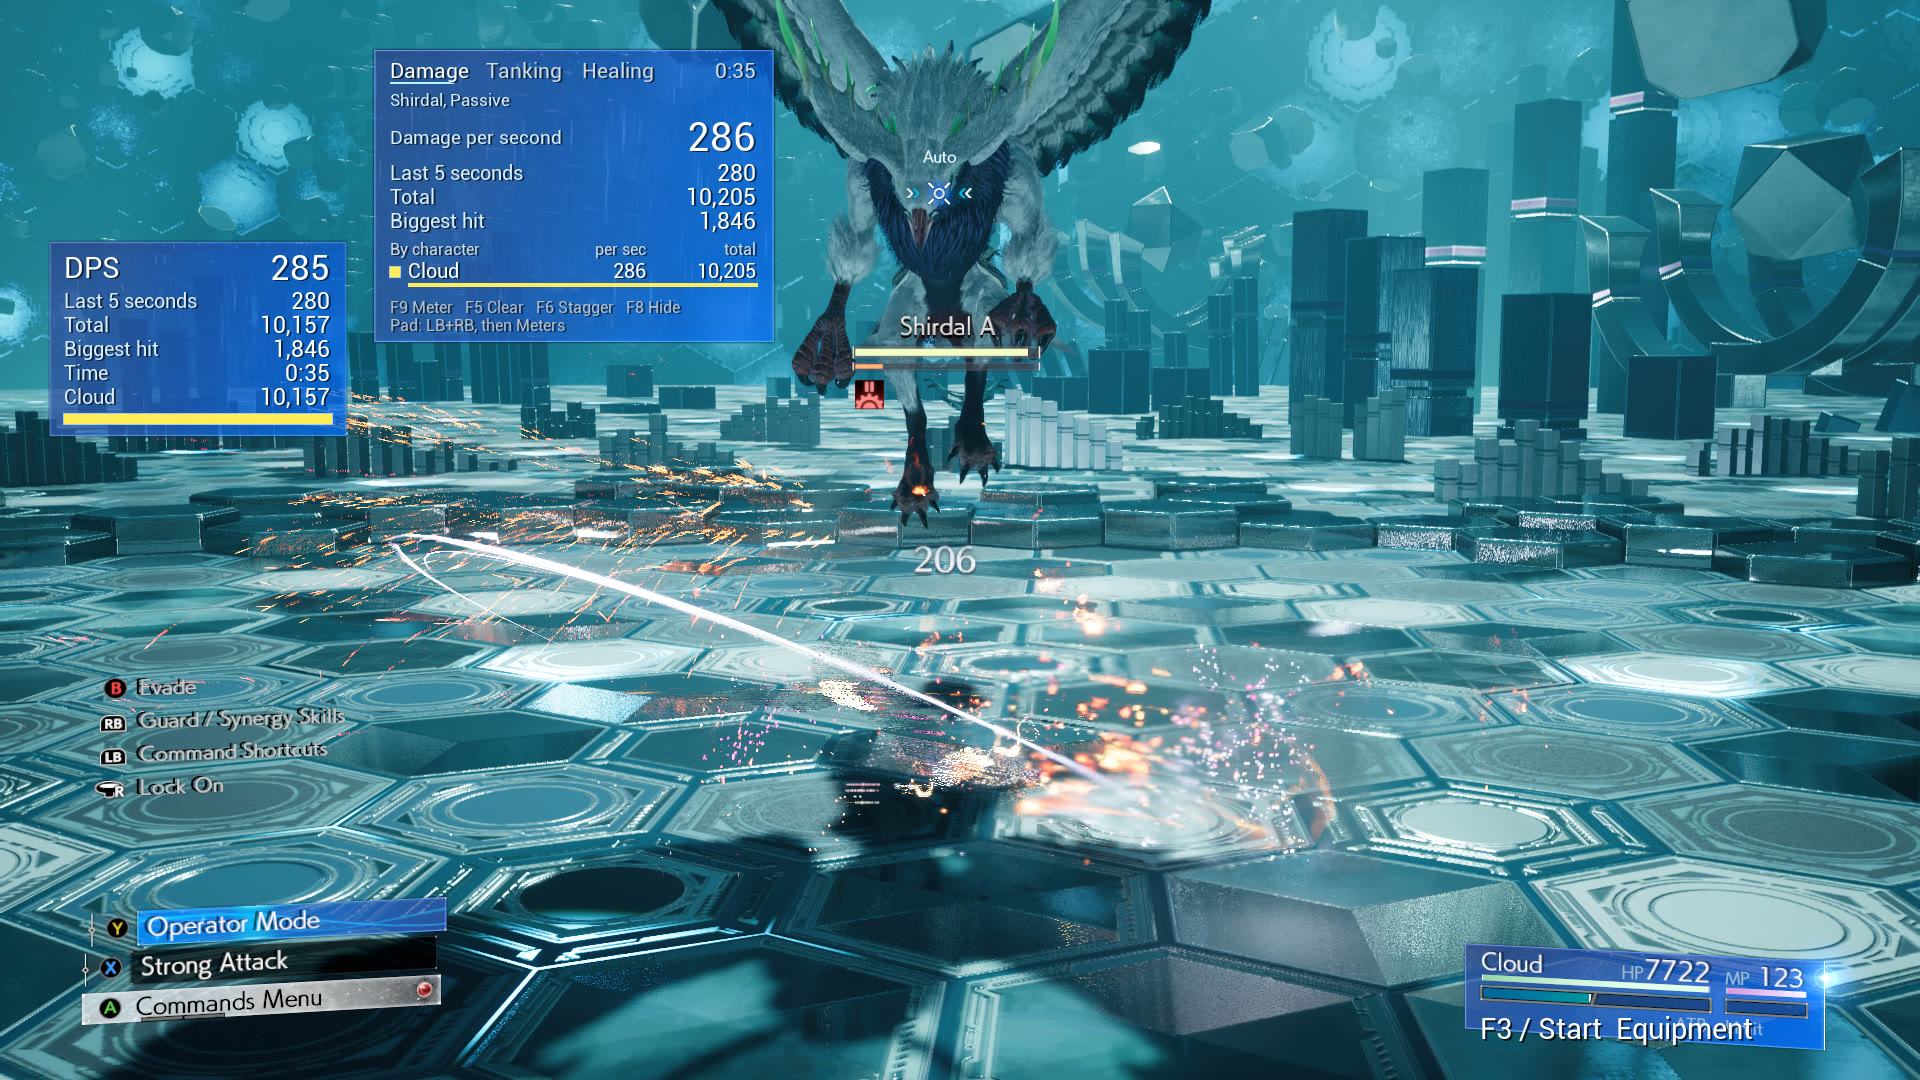 Damage Tanking Healing 0:35
Shirdal, Passive
Damage per second 286
Last 5 seconds 280
Total 10,205
Biggest hit 1,846
By character per sec total
Cloud 286 10,205
F9 Meter F5 Clear F6 Stagger F8 Hide
Pad: LB+RB, then Meters
DPS 285
Last 5 seconds 280
Total 10,157
Biggest hit 1,846
Time 0:35
Cloud 10,157
Auto
Shirdal A
206
B Evade
RB Guard / Synergy Skills
LB Command Shortcuts
R Lock On
Y Operator Mode
X Strong Attack
A Commands Menu
Cloud HP 7722 MP 123
F3 / Start Equipment